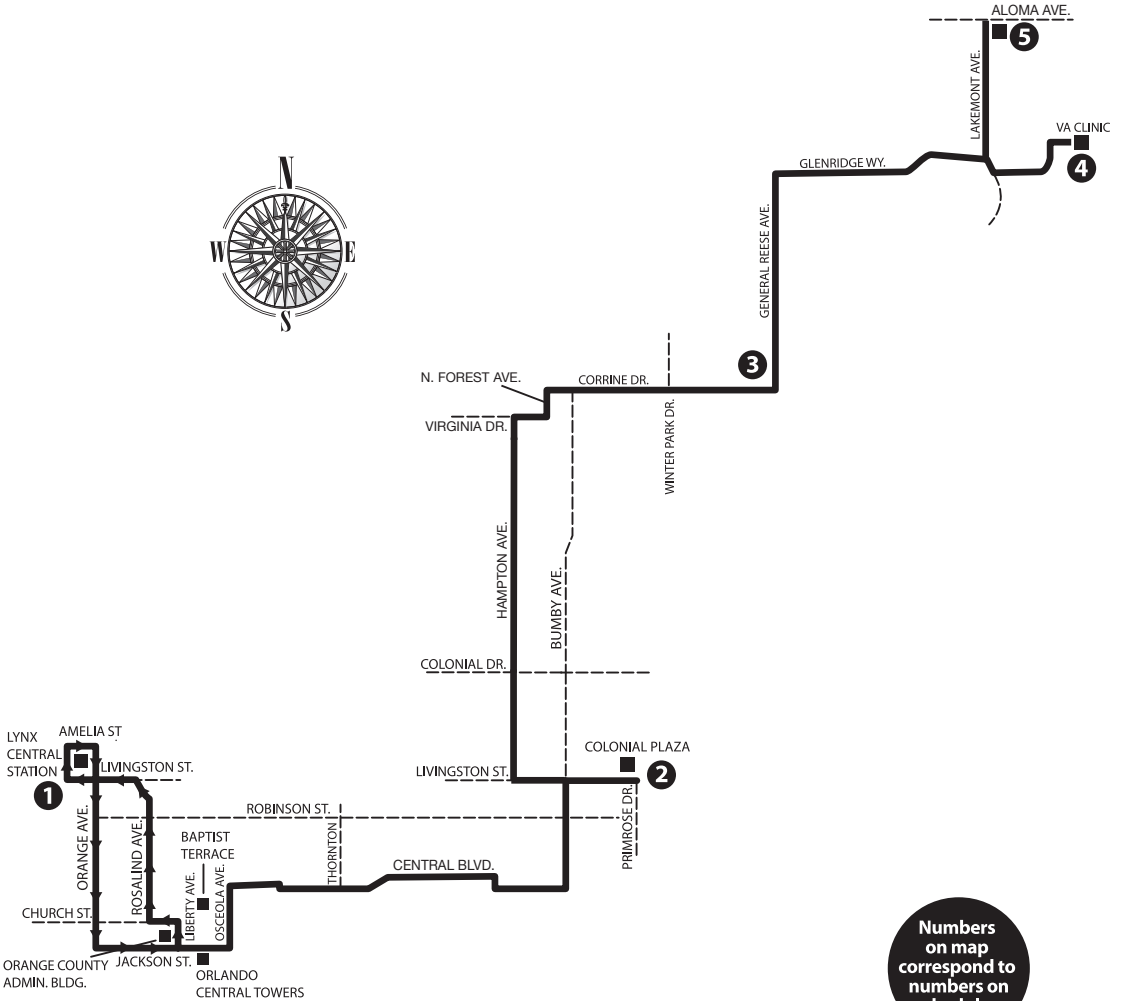 ALOMA AVE.
5
LAKEMONT AVE.
VA CLINIC
4
GLENRIDGE WY.
N
W
E
S
GENERAL REESE AVE.
3
N. FOREST AVE.
CORRINE DR.
VIRGINIA DR.
WINTER PARK DR.
HAMPTON AVE.
BUMBY AVE.
COLONIAL DR.
LYNX
CENTRAL
STATION
1
AMELIA ST
LIVINGSTON ST.
COLONIAL PLAZA
2
LIVINGSTON ST.
PRIMROSE DR.
ROBINSON ST.
ORANGE AVE.
ROSALIND AVE.
BAPTIST
TERRACE
THORNTON
CENTRAL BLVD.
LIBERTY AVE.
OSCEOLA AVE.
CHURCH ST.
ORANGE COUNTY
ADMIN. BLDG.
JACKSON ST.
ORLANDO
CENTRAL TOWERS
Numbers
on map
correspond to
numbers on